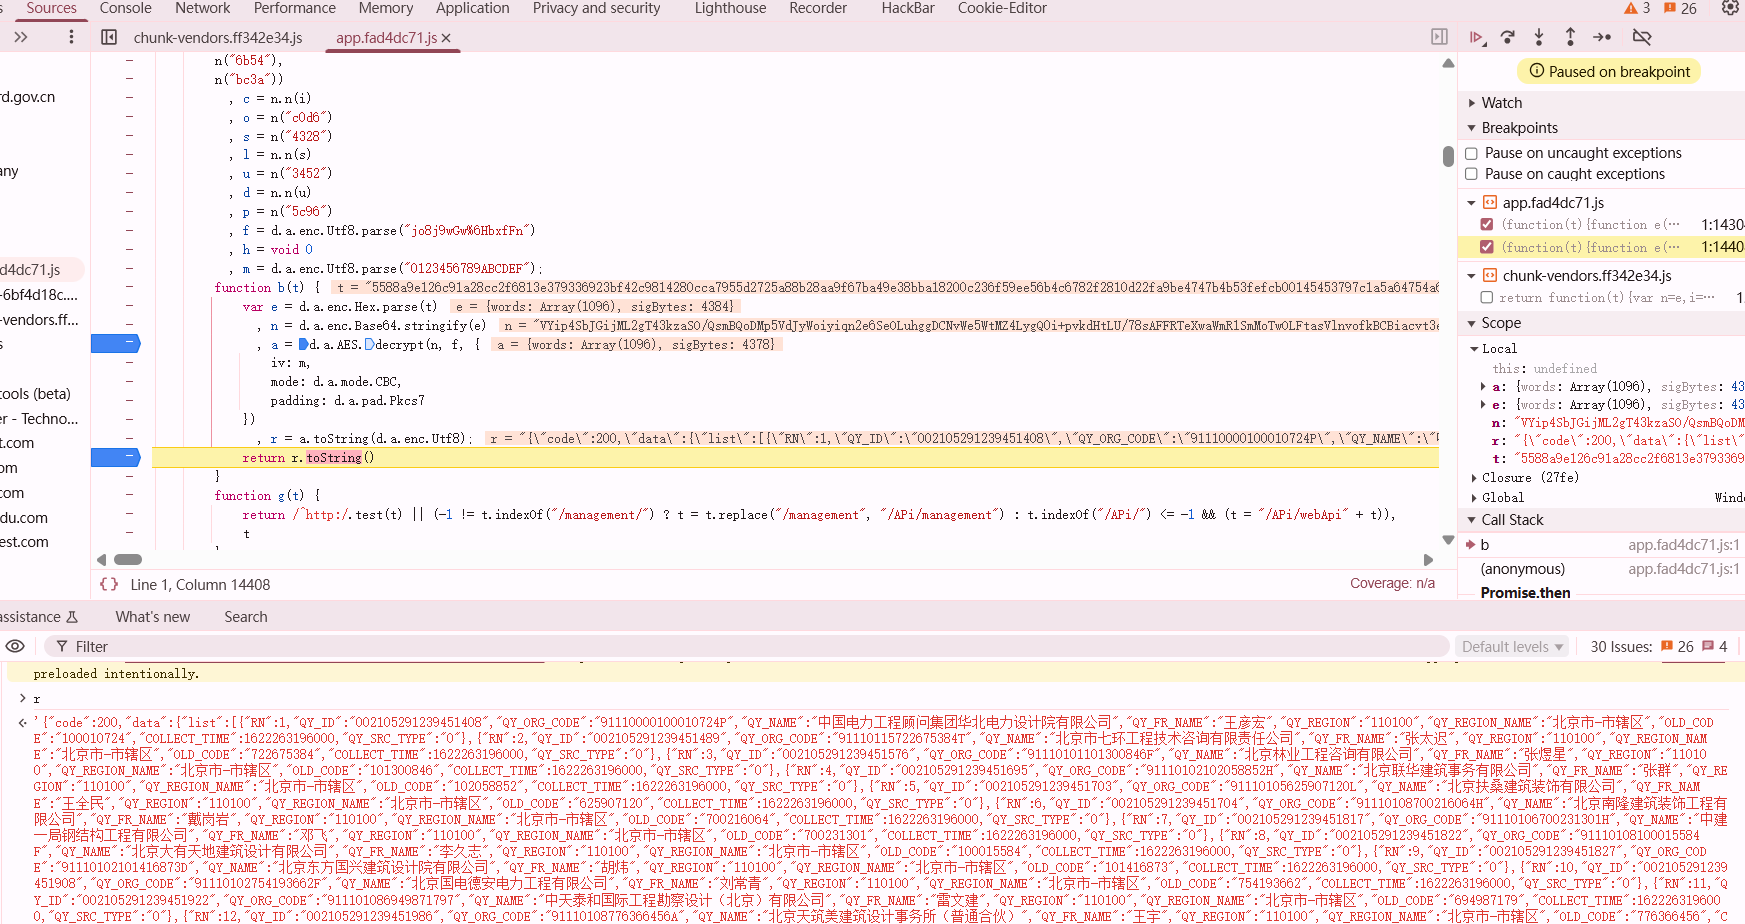 Sources Console Network Performance Memory Application Privacy and security Lighthouse Recorder HackBar Cookie-Editor 3 26
chunk-vendors.ff342e34.js app.fad4dc71.js ×
Paused on breakpoint
rd.gov.cn
any
d4dc71.js
-6bf4d18c....
-vendors.ff...
s
tools (beta)
er - Techno...
t.com
om
.com
du.com
est.com
n("6b54"),
n("bc3a"))
, c = n.n(i)
, o = n("c0d6")
, s = n("4328")
, l = n.n(s)
, u = n("3452")
, d = n.n(u)
, p = n("5c96")
, f = d.a.enc.Utf8.parse("jo8j9wGw%6HbxfFn")
, h = void 0
, m = d.a.enc.Utf8.parse("0123456789ABCDEF");
function b(t) { t = "5588a9e126c91a28cc2f6813e379336923bf42c9814280cca7955d2725a88b28aa9f67ba49e38bba18200c236f59ee56b4c6782f2810d22fa9be4747b4b53fefcb00145453797c1a5a64754a6
var e = d.a.enc.Hex.parse(t) e = {words: Array(1096), sigBytes: 4384}
, n = d.a.enc.Base64.stringify(e) n = "VYip4SbJGijML2gT43kzaSO/QsmBQoDMp5VdJyWoiyiqn2e6SeOLuhggDCNvWe5WtMZ4LygQ0i+pvkdHtLU/78sAFFRTeXwaWmRlSmMoTwOLFtasVlnvofkBCBiacvt3e
, a = d.a.AES.decrypt(n, f, { a = {words: Array(1096), sigBytes: 4378}
iv: m,
mode: d.a.mode.CBC,
padding: d.a.pad.Pkcs7
})
, r = a.toString(d.a.enc.Utf8); r = "{\"code\":200,\"data\":{\"list\":[{\"RN\":1,\"QY_ID\":\"002105291239451408\",\"QY_ORG_CODE\":\"91110000100010724P\",\"QY_NAME\":\"
return r.toString()
}
function g(t) {
return /^http:/.test(t) || (-1 != t.indexOf("/management/") ? t = t.replace("/management", "/APi/management") : t.indexOf("/APi/") <= -1 && (t = "/APi/webApi" + t)),
t
{} Line 1, Column 14408 Coverage: n/a
Watch
Breakpoints
Pause on uncaught exceptions
Pause on caught exceptions
app.fad4dc71.js
(function(t){function e(⋯ 1:1430
(function(t){function e(⋯ 1:1440
chunk-vendors.ff342e34.js
return function(t){var n=e,i=⋯ 1
Scope
Local
this: undefined
a: {words: Array(1096), sigBytes: 43
e: {words: Array(1096), sigBytes: 43
n: "VYip4SbJGijML2gT43kzaSO/QsmBQoDM
r: "{\"code\":200,\"data\":{\"list\"
t: "5588a9e126c91a28cc2f6813e3793369
Closure (27fe)
Global Windo
Call Stack
b app.fad4dc71.js:1
(anonymous) app.fad4dc71.js:1
Promise.then
assistance What's new Search
Filter Default levels ▼ 30 Issues: 26 4
preloaded intentionally.
> r
'{"code":200,"data":{"list":[{"RN":1,"QY_ID":"002105291239451408","QY_ORG_CODE":"91110000100010724P","QY_NAME":"中国电力工程顾问集团华北电力设计院有限公司","QY_FR_NAME":"王彦宏","QY_REGION":"110100","QY_REGION_NAME":"北京市-市辖区","OLD_COD
E":"100010724","COLLECT_TIME":1622263196000,"QY_SRC_TYPE":"0"},{"RN":2,"QY_ID":"002105291239451489","QY_ORG_CODE":"91110115722675384T","QY_NAME":"北京市七环工程技术咨询有限责任公司","QY_FR_NAME":"张太迟","QY_REGION":"110100","QY_REGION_NAM
E":"北京市-市辖区","OLD_CODE":"722675384","COLLECT_TIME":1622263196000,"QY_SRC_TYPE":"0"},{"RN":3,"QY_ID":"002105291239451576","QY_ORG_CODE":"91110101101300846F","QY_NAME":"北京林业工程咨询有限公司","QY_FR_NAME":"张煜星","QY_REGION":"11010
0","QY_REGION_NAME":"北京市-市辖区","OLD_CODE":"101300846","COLLECT_TIME":1622263196000,"QY_SRC_TYPE":"0"},{"RN":4,"QY_ID":"002105291239451695","QY_ORG_CODE":"91110102102058852H","QY_NAME":"北京联华建筑事务有限公司","QY_FR_NAME":"张群","QY_RE
GION":"110100","QY_REGION_NAME":"北京市-市辖区","OLD_CODE":"102058852","COLLECT_TIME":1622263196000,"QY_SRC_TYPE":"0"},{"RN":5,"QY_ID":"002105291239451703","QY_ORG_CODE":"91110105625907120L","QY_NAME":"北京扶桑建筑装饰有限公司","QY_FR_NAM
E":"王全民","QY_REGION":"110100","QY_REGION_NAME":"北京市-市辖区","OLD_CODE":"625907120","COLLECT_TIME":1622263196000,"QY_SRC_TYPE":"0"},{"RN":6,"QY_ID":"002105291239451704","QY_ORG_CODE":"91110108700216064H","QY_NAME":"北京南隆建筑装饰工程有
限公司","QY_FR_NAME":"戴岗岩","QY_REGION":"110100","QY_REGION_NAME":"北京市-市辖区","OLD_CODE":"700216064","COLLECT_TIME":1622263196000,"QY_SRC_TYPE":"0"},{"RN":7,"QY_ID":"002105291239451817","QY_ORG_CODE":"91110106700231301H","QY_NAME":"中建
一局钢结构工程有限公司","QY_FR_NAME":"邓飞","QY_REGION":"110100","QY_REGION_NAME":"北京市-市辖区","OLD_CODE":"700231301","COLLECT_TIME":1622263196000,"QY_SRC_TYPE":"0"},{"RN":8,"QY_ID":"002105291239451822","QY_ORG_CODE":"9111010810001558​4
F","QY_NAME":"北京大有天地建筑设计有限公司","QY_FR_NAME":"李久志","QY_REGION":"110100","QY_REGION_NAME":"北京市-市辖区","OLD_CODE":"100015584","COLLECT_TIME":1622263196000,"QY_SRC_TYPE":"0"},{"RN":9,"QY_ID":"002105291239451827","QY_ORG_CODE
":"91110102101416873D","QY_NAME":"北京东方国兴建筑设计院有限公司","QY_FR_NAME":"胡炜","QY_REGION":"110100","QY_REGION_NAME":"北京市-市辖区","OLD_CODE":"101416873","COLLECT_TIME":1622263196000,"QY_SRC_TYPE":"0"},{"RN":10,"QY_ID":"002105291239
451908","QY_ORG_CODE":"91110102754193662F","QY_NAME":"北京国电德安电力工程有限公司","QY_FR_NAME":"刘常青","QY_REGION":"110100","QY_REGION_NAME":"北京市-市辖区","OLD_CODE":"754193662","COLLECT_TIME":1622263196000,"QY_SRC_TYPE":"0"},{"RN":11,"Q
Y_ID":"002105291239451922","QY_ORG_CODE":"911101086949871797","QY_NAME":"中天泰和国际工程勘察设计（北京）有限公司","QY_FR_NAME":"雷文建","QY_REGION":"110100","QY_REGION_NAME":"北京市-市辖区","OLD_CODE":"694987179","COLLECT_TIME":162226319600
0,"QY_SRC_TYPE":"0"},{"RN":12,"QY_ID":"002105291239451986","QY_ORG_CODE":"91110108776366456A","QY_NAME":"北京天筑美建筑设计事务所（普通合伙）","QY_FR_NAME":"王宇","QY_REGION":"110100","QY_REGION_NAME":"北京市-市辖区","OLD_CODE":"776366456","C